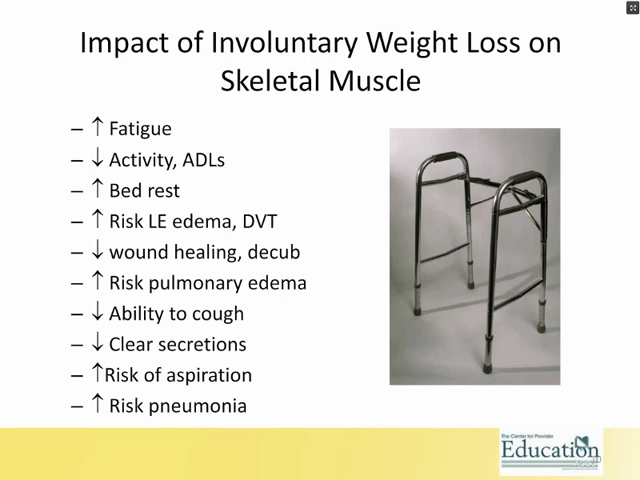 Impact of Involuntary Weight Loss on
Skeletal Muscle
– ↑ Fatigue
– ↓ Activity, ADLs
– ↑ Bed rest
– ↑ Risk LE edema, DVT
– ↓ wound healing, decub
– ↑ Risk pulmonary edema
– ↓ Ability to cough
– ↓ Clear secretions
– ↑Risk of aspiration
– ↑ Risk pneumonia
The Center for Provider
Education